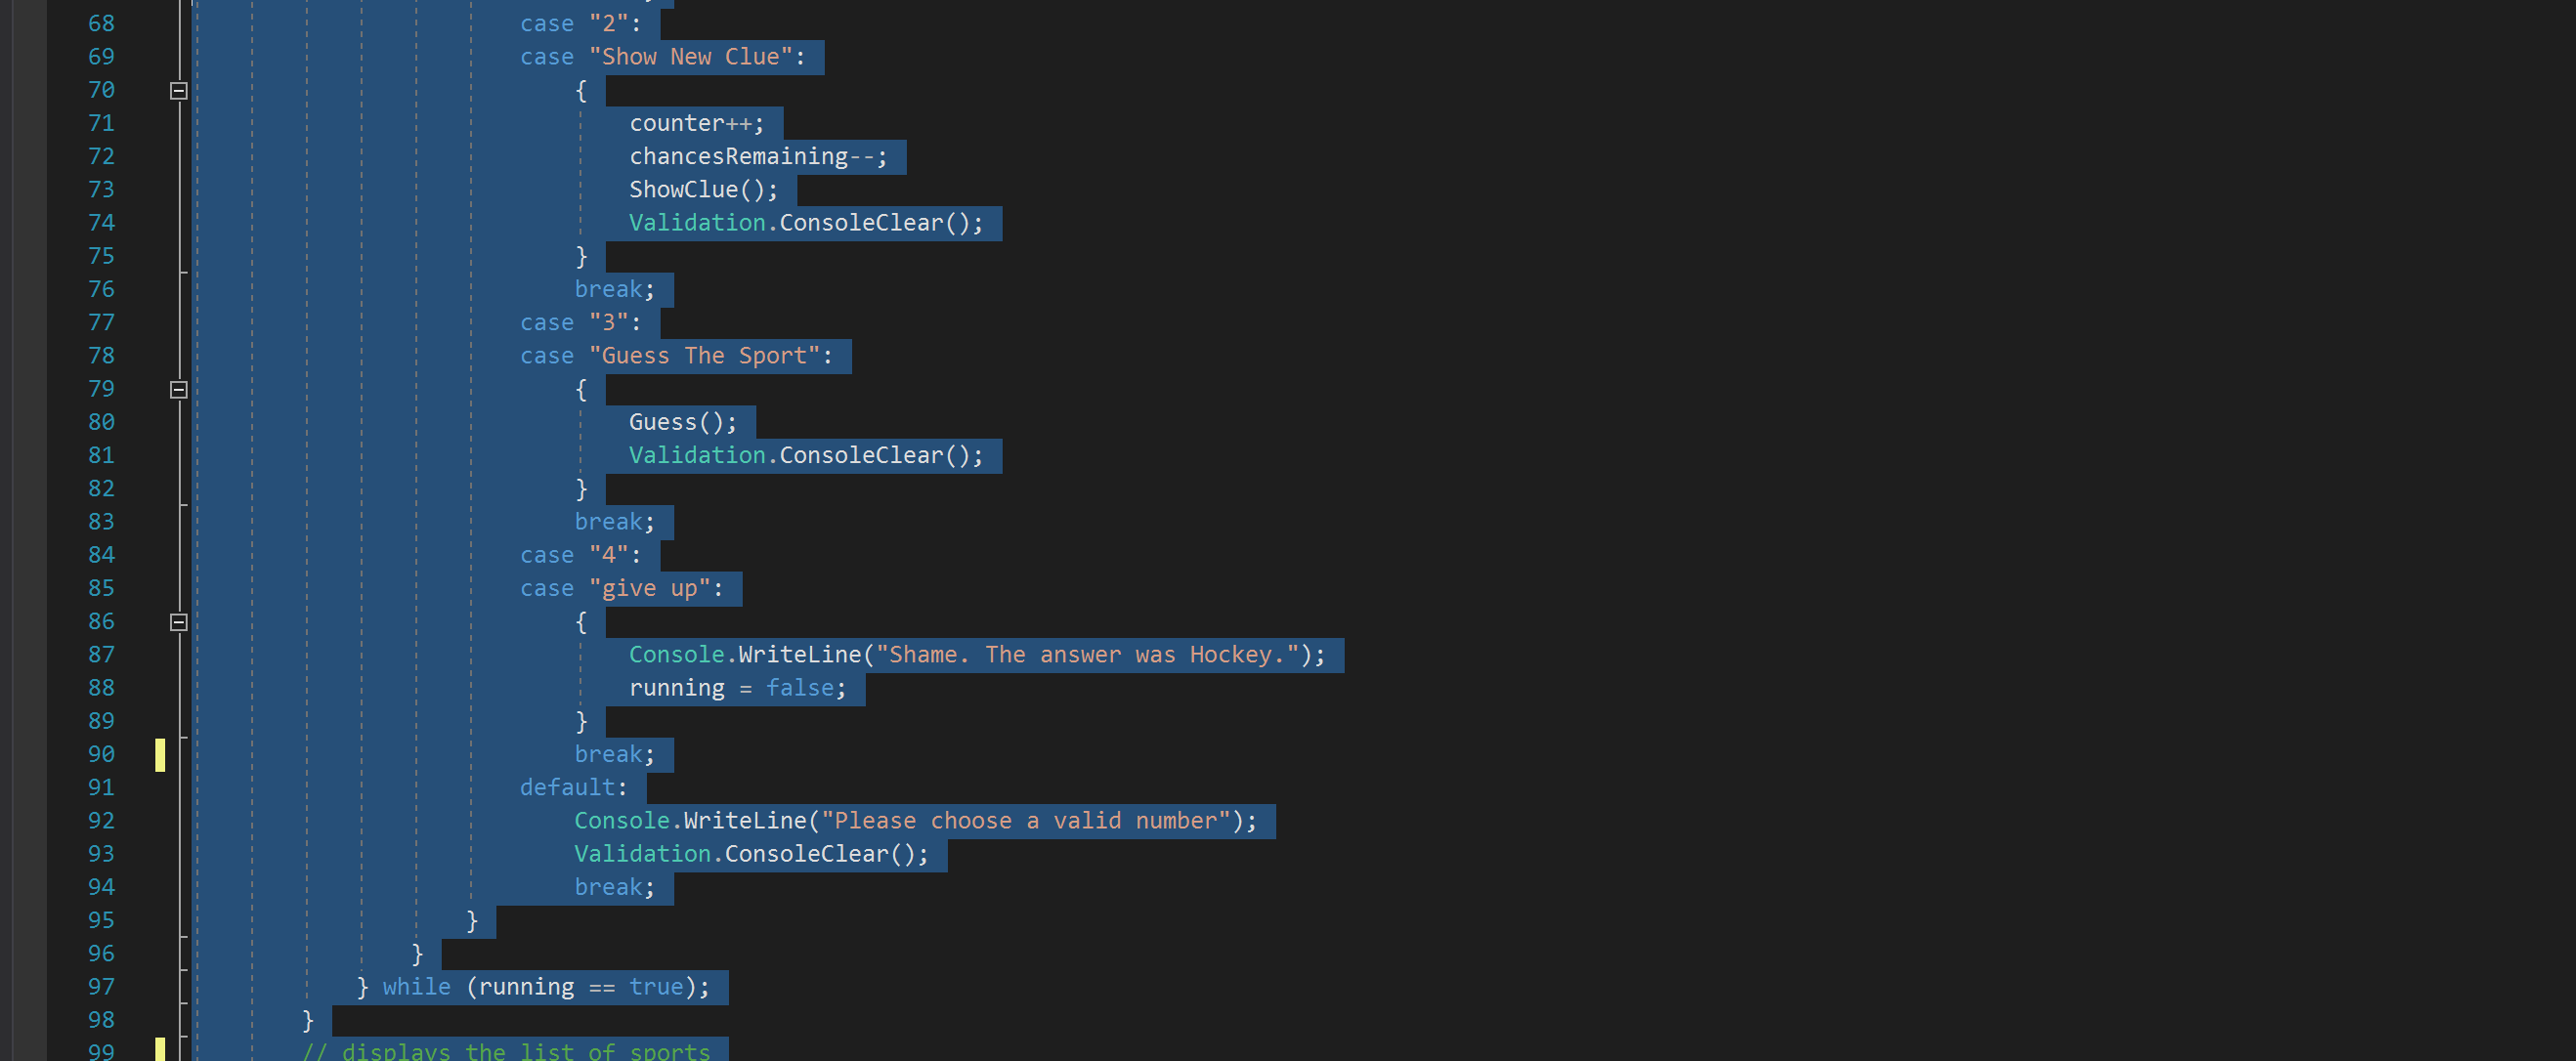 68 case "2":
69 case "Show New Clue":
70 {
71 counter++;
72 chancesRemaining--;
73 ShowClue();
74 Validation.ConsoleClear();
75 }
76 break;
77 case "3":
78 case "Guess The Sport":
79 {
80 Guess();
81 Validation.ConsoleClear();
82 }
83 break;
84 case "4":
85 case "give up":
86 {
87 Console.WriteLine("Shame. The answer was Hockey.");
88 running = false;
89 }
90 break;
91 default:
92 Console.WriteLine("Please choose a valid number");
93 Validation.ConsoleClear();
94 break;
95 }
96 }
97 } while (running == true);
98 }
99 // displays the list of sports